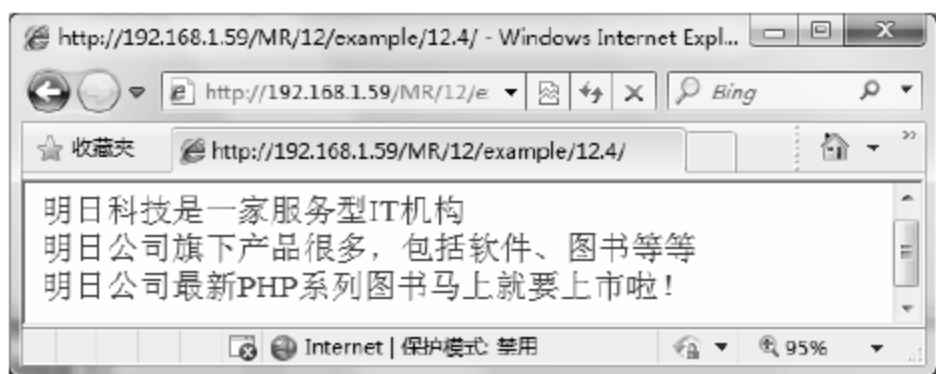 http://192.168.1.59/MR/12/example/12.4/ - Windows Internet Expl...
http://192.168.1.59/MR/12/e
Bing
收藏夹
http://192.168.1.59/MR/12/example/12.4/
明日科技是一家服务型IT机构
明日公司旗下产品很多，包括软件、图书等等
明日公司最新PHP系列图书马上就要上市啦！
Internet | 保护模式: 禁用
95%